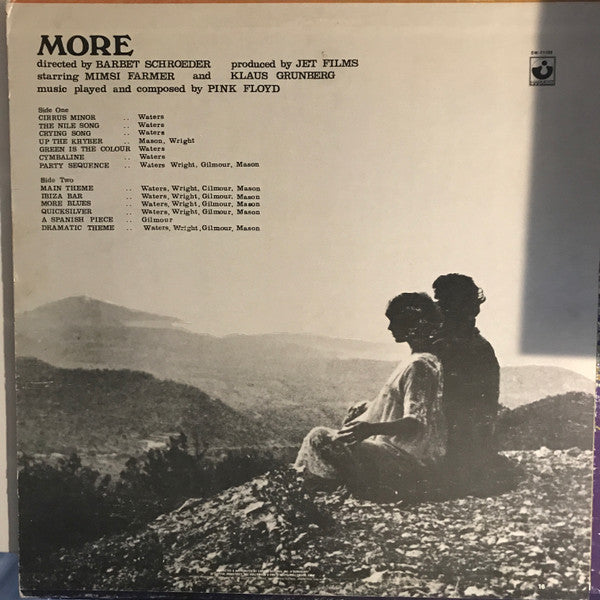 MORE
directed by BARBET SCHROEDER produced by JET FILMS
starring MIMSI FARMER and KLAUS GRUNBERG
music played and composed by PINK FLOYD
Side One
CIRRUS MINOR .. Waters
THE NILE SONG .. Waters
CRYING SONG .. Waters
UP THE KHYBER .. Mason, Wright
GREEN IS THE COLOUR Waters
CYMBALINE .. Waters
PARTY SEQUENCE .. Waters Wright, Gilmour, Mason
Side Two
MAIN THEME .. Waters, Wright, Gilmour, Mason
IBIZA BAR .. Waters, Wright, Gilmour, Mason
MORE BLUES .. Waters, Wright, Gilmour, Mason
QUICKSILVER .. Waters, Wright, Gilmour, Mason
A SPANISH PIECE .. Gilmour
DRAMATIC THEME .. Waters, Wright, Gilmour, Mason
16